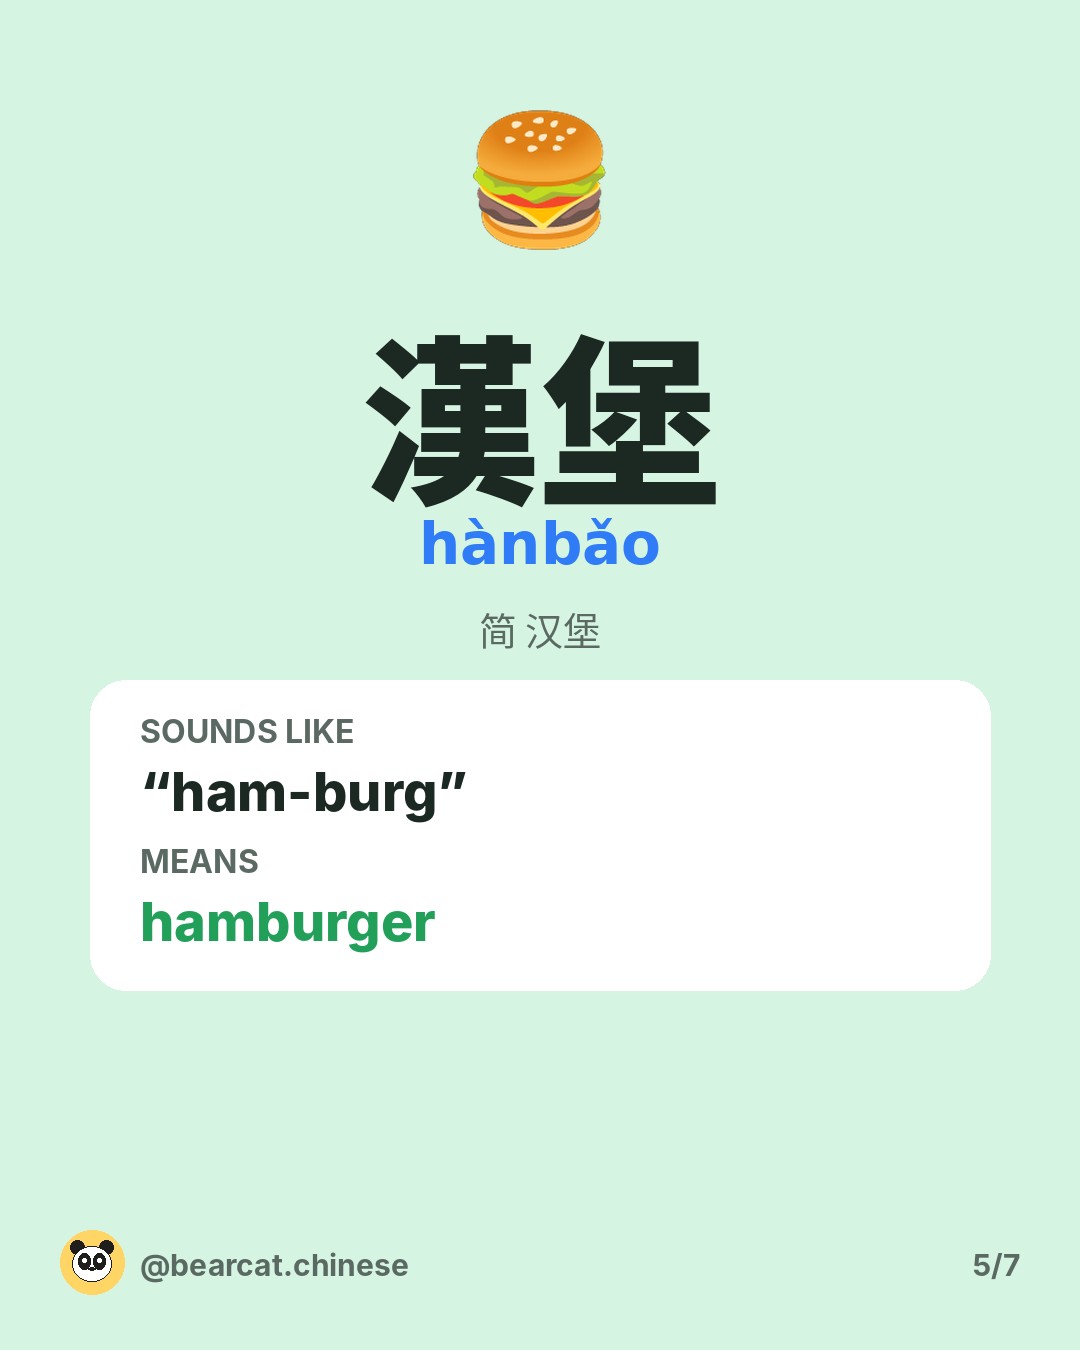 漢堡
hànbǎo
简 汉堡
SOUNDS LIKE
“ham-burg”
MEANS
hamburger
@bearcat.chinese
5/7